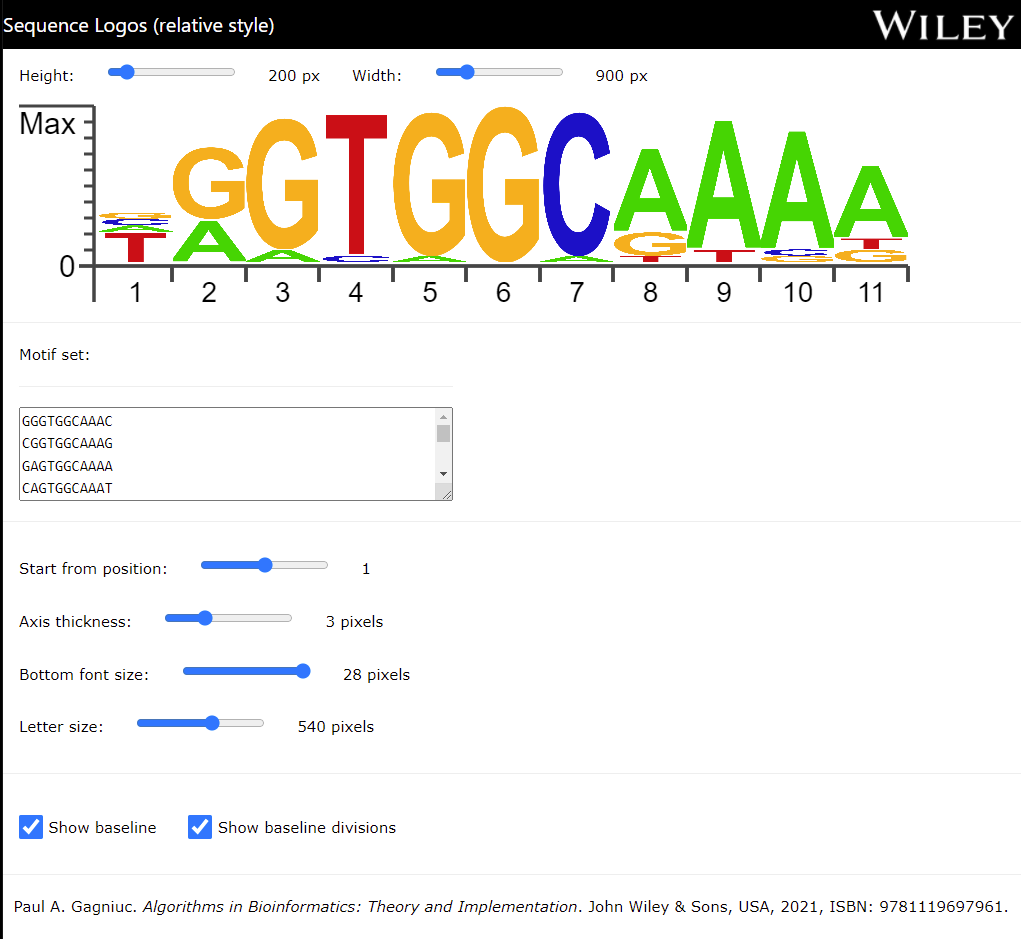 Sequence Logos (relative style) WILEY
Height: 200 px Width: 900 px
Max
0
G C A T G A G A T C G A G C A A G T A T A C G A T G
1 2 3 4 5 6 7 8 9 10 11
Motif set:
GGGTGGCAAAC
CGGTGGCAAAG
GAGTGGCAAAA
CAGTGGCAAAT
Start from position: 1
Axis thickness: 3 pixels
Bottom font size: 28 pixels
Letter size: 540 pixels
Show baseline Show baseline divisions
Paul A. Gagniuc. Algorithms in Bioinformatics: Theory and Implementation. John Wiley & Sons, USA, 2021, ISBN: 9781119697961.